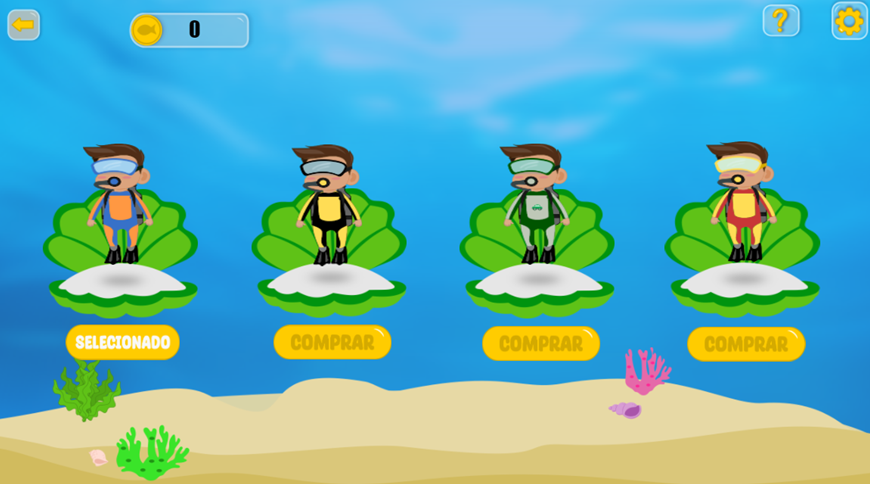 0
?
SELECIONADO
COMPRAR
COMPRAR
COMPRAR